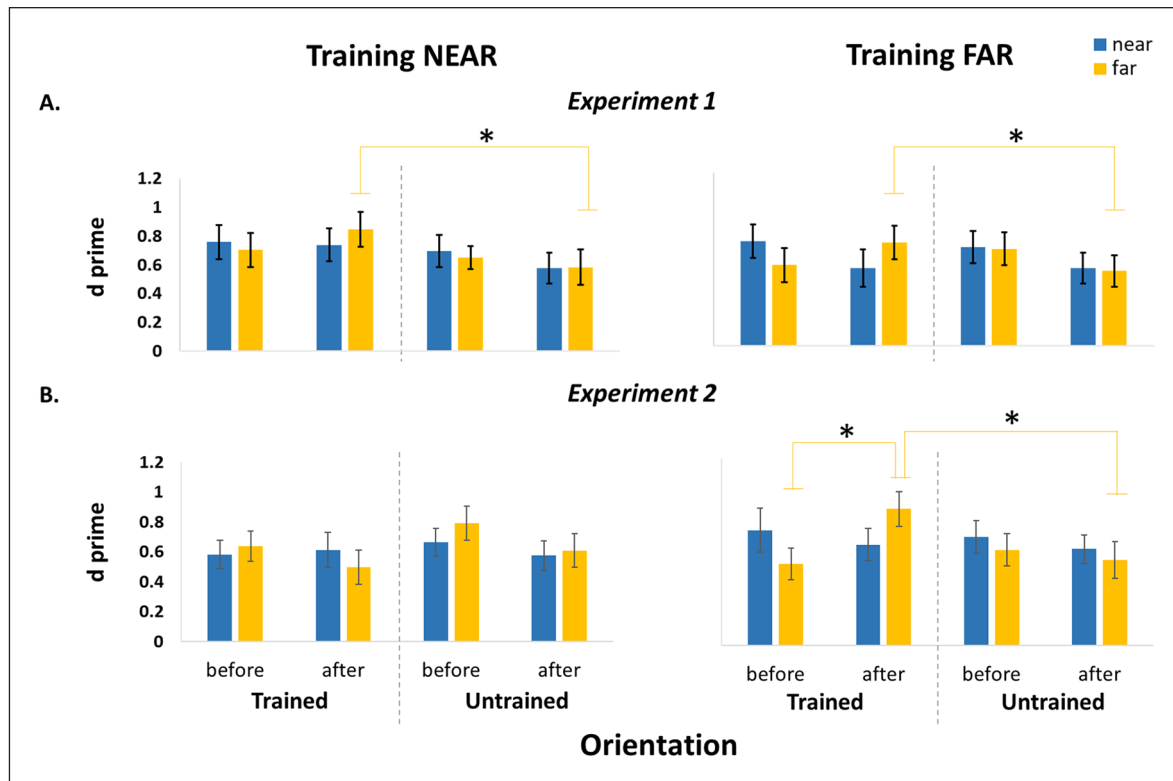 Training NEAR
Training FAR
near
far
A.
Experiment 1
*
*
1.2
1
0.8
0.6
0.4
0.2
0
d prime
B.
Experiment 2
*
*
1.2
1
0.8
0.6
0.4
0.2
0
d prime
before after before after
Trained Untrained
before after before after
Trained Untrained
Orientation